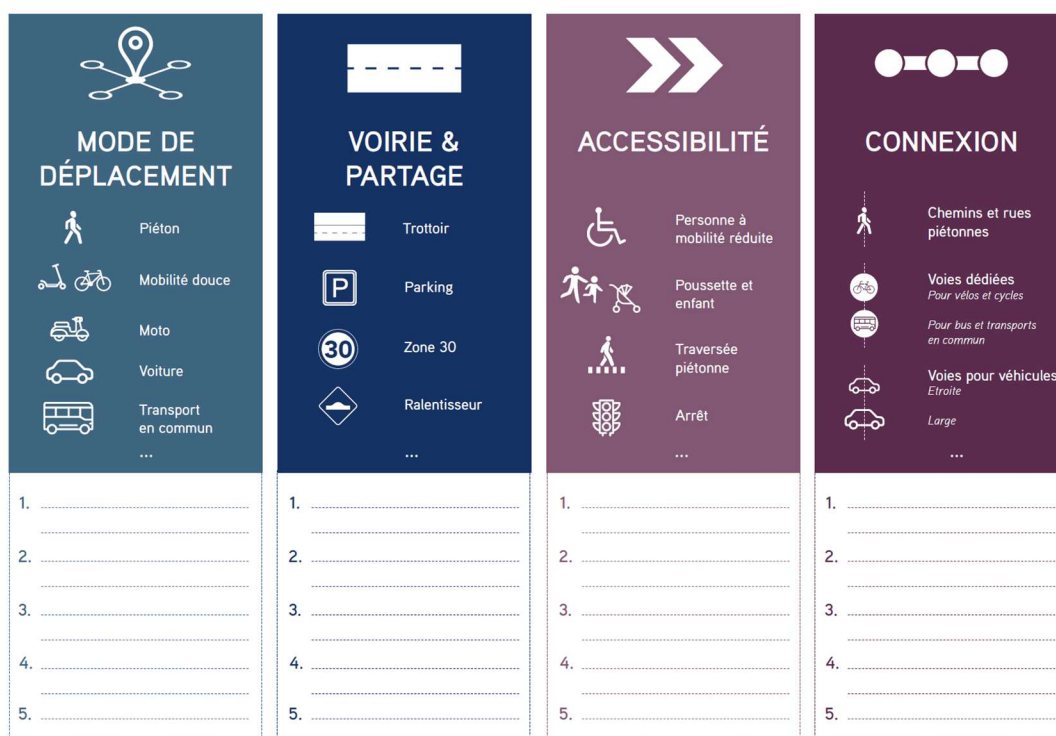 MODE DE
DÉPLACEMENT
Piéton
Mobilité douce
Moto
Voiture
Transport
en commun
...
1.
2.
3.
4.
5.
VOIRIE &
PARTAGE
Trottoir
P
Parking
30
Zone 30
Ralentisseur
...
1.
2.
3.
4.
5.
ACCESSIBILITÉ
Personne à
mobilité réduite
Poussette et
enfant
Traversée
piétonne
Arrêt
...
1.
2.
3.
4.
5.
CONNEXION
Chemins et rues
piétonnes
Voies dédiées
Pour vélos et cycles
Pour bus et transports
en commun
Voies pour véhicules
Etroite
Large
...
1.
2.
3.
4.
5.